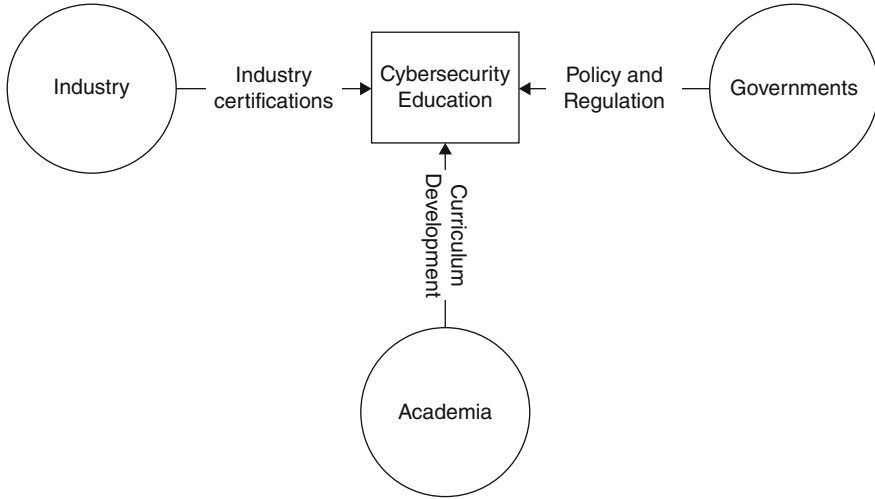 Industry
Industry
certifications
Cybersecurity
Education
Policy and
Regulation
Governments
Curriculum
Development
Academia